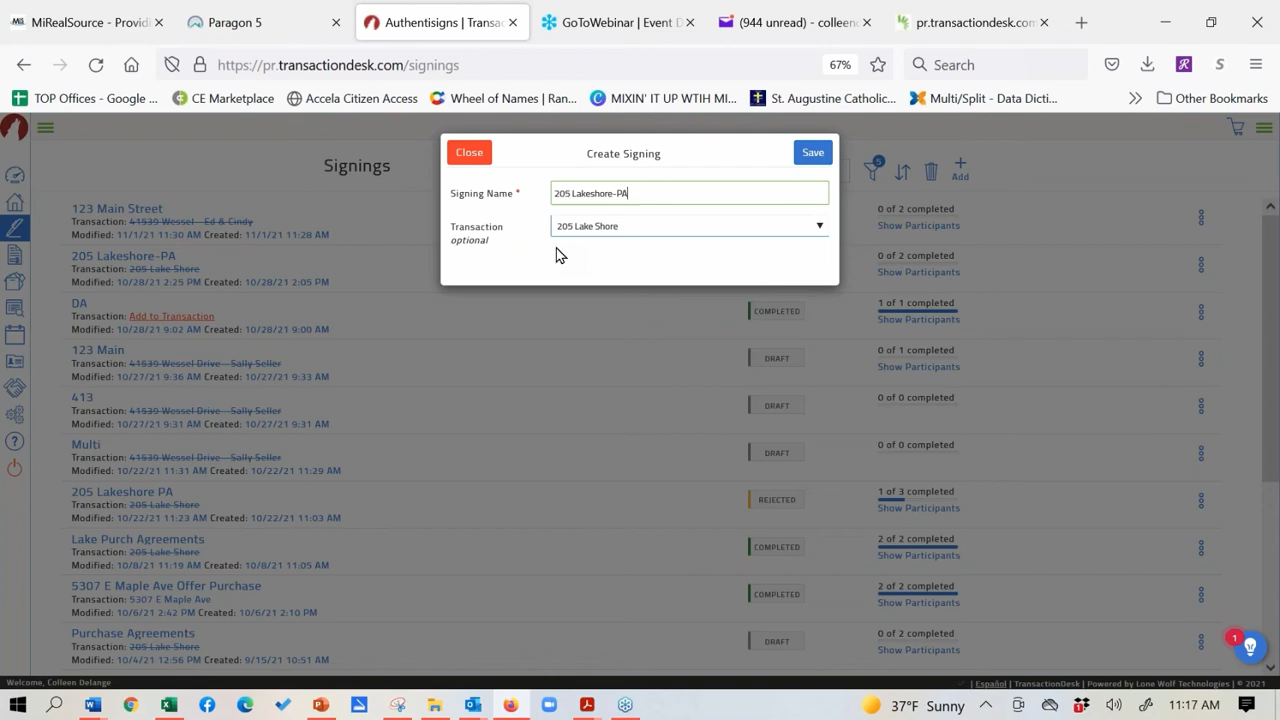 MiRealSource - Providi
Paragon 5
Authentisigns | Transac
GoToWebinar | Event D
(944 unread) - colleenc
pr.transactiondesk.com/
https://pr.transactiondesk.com/signings
67%
Search
TOP Offices - Google ...
CE Marketplace
Accela Citizen Access
Wheel of Names | Ran...
MIXIN' IT UP WTIH MI...
St. Augustine Catholic...
Multi/Split - Data Dicti...
Other Bookmarks
Close
Create Signing
Save
Signings
5
Add
Signing Name *
205 Lakeshore-PA
Transaction
optional
205 Lake Shore
123 Main Street
Transaction: 41539 Wessel - Ed & Cindy
Modified: 11/1/21 11:30 AM Created: 11/1/21 11:28 AM
0 of 2 completed
Show Participants
205 Lakeshore-PA
Transaction: 205 Lake Shore
Modified: 10/28/21 2:25 PM Created: 10/28/21 2:05 PM
0 of 2 completed
Show Participants
DA
Transaction: Add to Transaction
Modified: 10/28/21 9:02 AM Created: 10/28/21 9:00 AM
COMPLETED
1 of 1 completed
Show Participants
123 Main
Transaction: 41539 Wessel Drive - Sally Seller
Modified: 10/27/21 9:36 AM Created: 10/27/21 9:33 AM
DRAFT
0 of 1 completed
Show Participants
413
Transaction: 41539 Wessel Drive - Sally Seller
Modified: 10/27/21 9:31 AM Created: 10/27/21 9:31 AM
DRAFT
0 of 0 completed
Multi
Transaction: 41539 Wessel Drive - Sally Seller
Modified: 10/22/21 11:31 AM Created: 10/22/21 11:29 AM
DRAFT
0 of 0 completed
205 Lakeshore PA
Transaction: 205 Lake Shore
Modified: 10/22/21 11:23 AM Created: 10/22/21 11:03 AM
REJECTED
1 of 3 completed
Show Participants
Lake Purch Agreements
Transaction: 205 Lake Shore
Modified: 10/8/21 11:19 AM Created: 10/8/21 11:05 AM
COMPLETED
2 of 2 completed
Show Participants
5307 E Maple Ave Offer Purchase
Transaction: 5307 E Maple Ave
Modified: 10/6/21 2:42 PM Created: 10/6/21 2:10 PM
COMPLETED
2 of 2 completed
Show Participants
Purchase Agreements
Transaction: 205 Lake Shore
Modified: 10/4/21 12:56 PM Created: 9/15/21 10:51 AM
DRAFT
0 of 2 completed
Show Participants
1
Welcome, Colleen Delange
Español | TransactionDesk | Powered by Lone Wolf Technologies | © 2021
37°F Sunny
11:17 AM